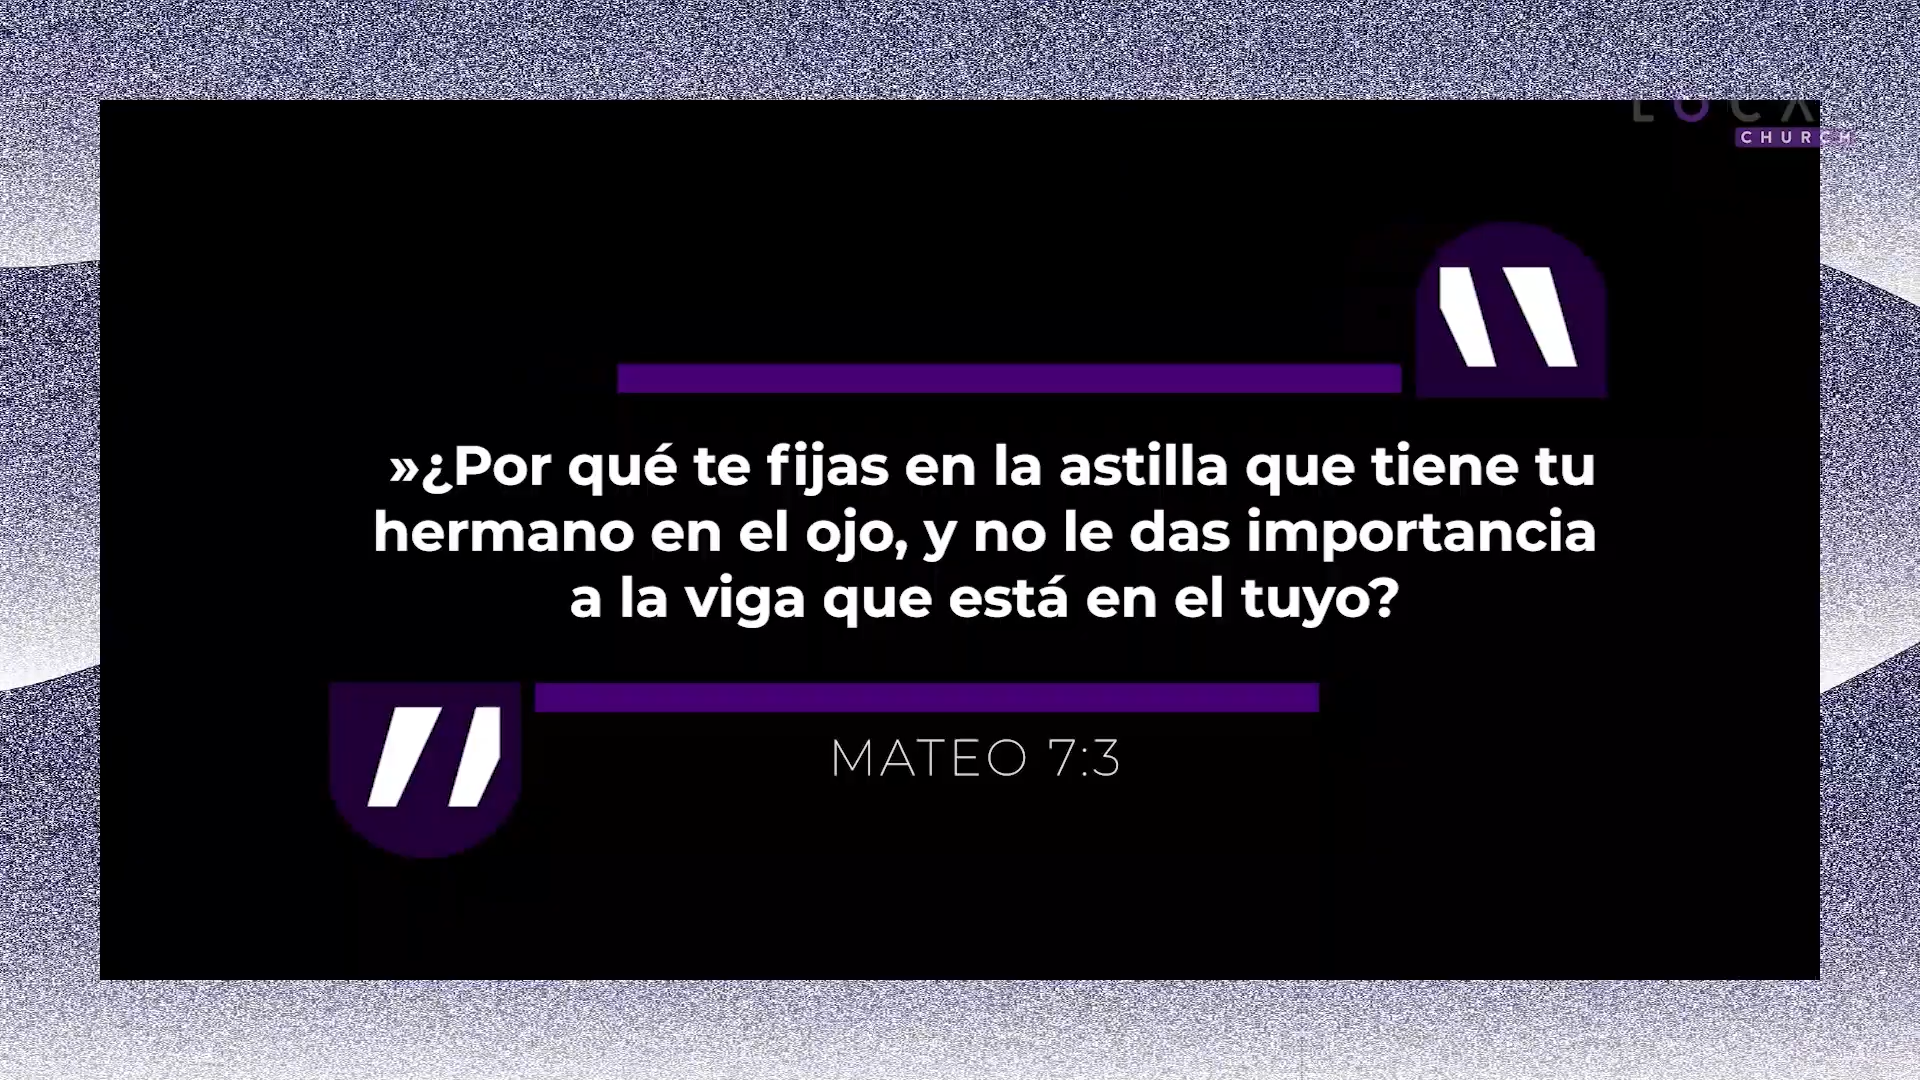 CHURCH
»¿Por qué te fijas en la astilla que tiene tu
hermano en el ojo, y no le das importancia
a la viga que está en el tuyo?
MATEO 7:3